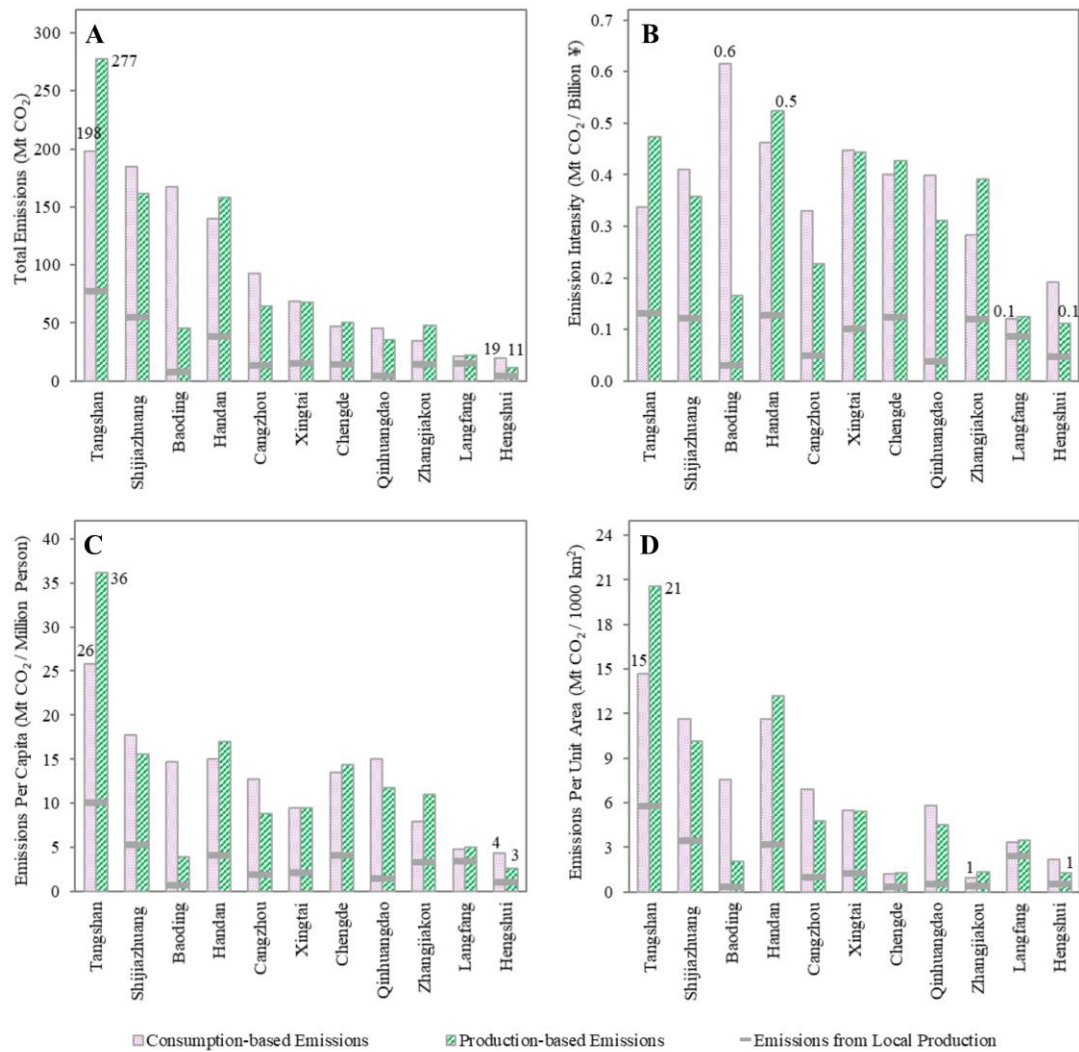 A
Total Emissions (Mt CO₂)
300
250
200
150
100
50
0
277
198
19
11
Tangshan
Shijiazhuang
Baoding
Handan
Cangzhou
Xingtai
Chengde
Qinhuangdao
Zhangjiakou
Langfang
Hengshui
B
Emission Intensity (Mt CO₂ / Billion ¥)
0.7
0.6
0.5
0.4
0.3
0.2
0.1
0.0
0.6
0.5
0.1
0.1
Tangshan
Shijiazhuang
Baoding
Handan
Cangzhou
Xingtai
Chengde
Qinhuangdao
Zhangjiakou
Langfang
Hengshui
C
Emissions Per Capita (Mt CO₂ / Million Person)
40
35
30
25
20
15
10
5
0
36
26
4
3
Tangshan
Shijiazhuang
Baoding
Handan
Cangzhou
Xingtai
Chengde
Qinhuangdao
Zhangjiakou
Langfang
Hengshui
D
Emissions Per Unit Area (Mt CO₂ / 1000 km²)
24
21
18
15
12
9
6
3
0
21
15
1
1
Tangshan
Shijiazhuang
Baoding
Handan
Cangzhou
Xingtai
Chengde
Qinhuangdao
Zhangjiakou
Langfang
Hengshui
Consumption-based Emissions
Production-based Emissions
Emissions from Local Production